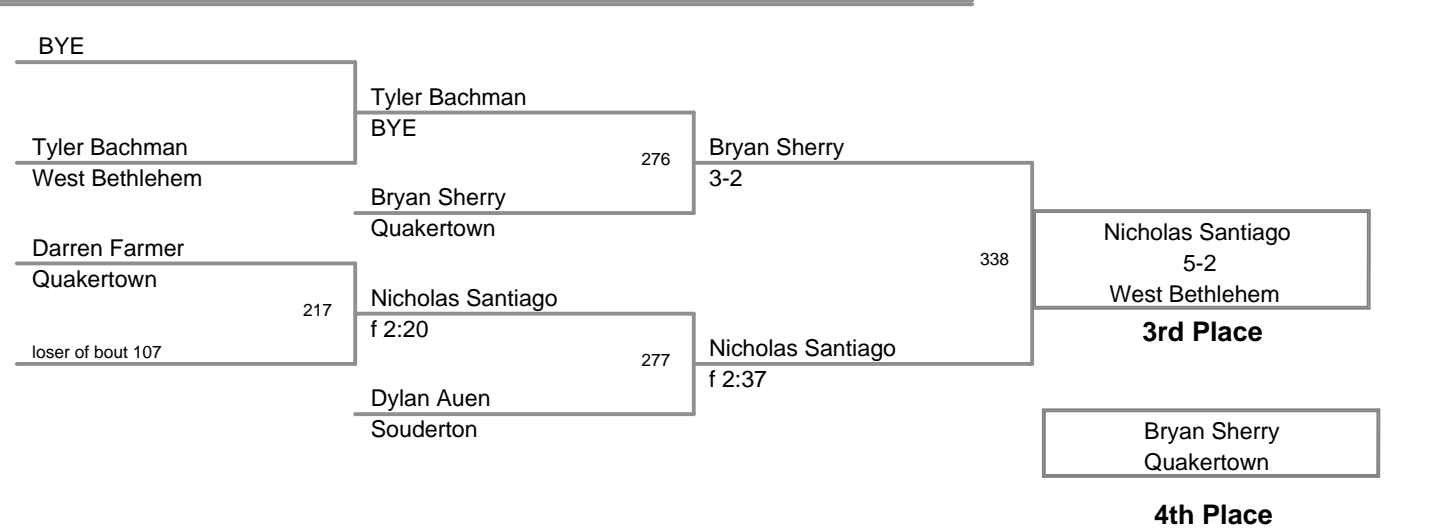 BYE
Tyler Bachman
West Bethlehem
Darren Farmer
Quakertown
217
loser of bout 107
Tyler Bachman
BYE
276
Bryan Sherry
Quakertown
Nicholas Santiago
f 2:20
277
Dylan Auen
Souderton
Bryan Sherry
3-2
338
Nicholas Santiago
f 2:37
Nicholas Santiago
5-2
West Bethlehem
3rd Place
Bryan Sherry
Quakertown
4th Place